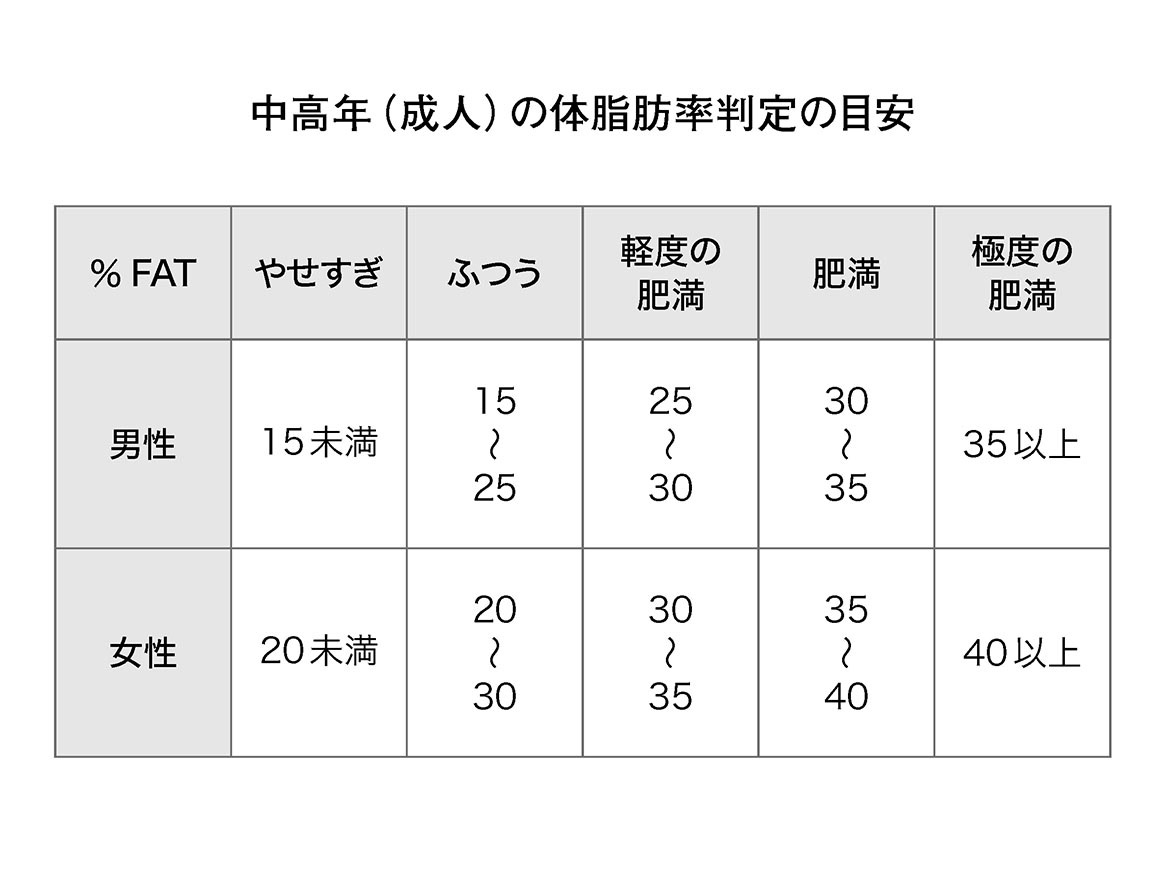 中高年（成人）の体脂肪率判定の目安
% FAT
やせすぎ
ふつう
軽度の
肥満
肥満
極度の
肥満
男性
15未満
15
〜
25
25
〜
30
30
〜
35
35以上
女性
20未満
20
〜
30
30
〜
35
35
〜
40
40以上